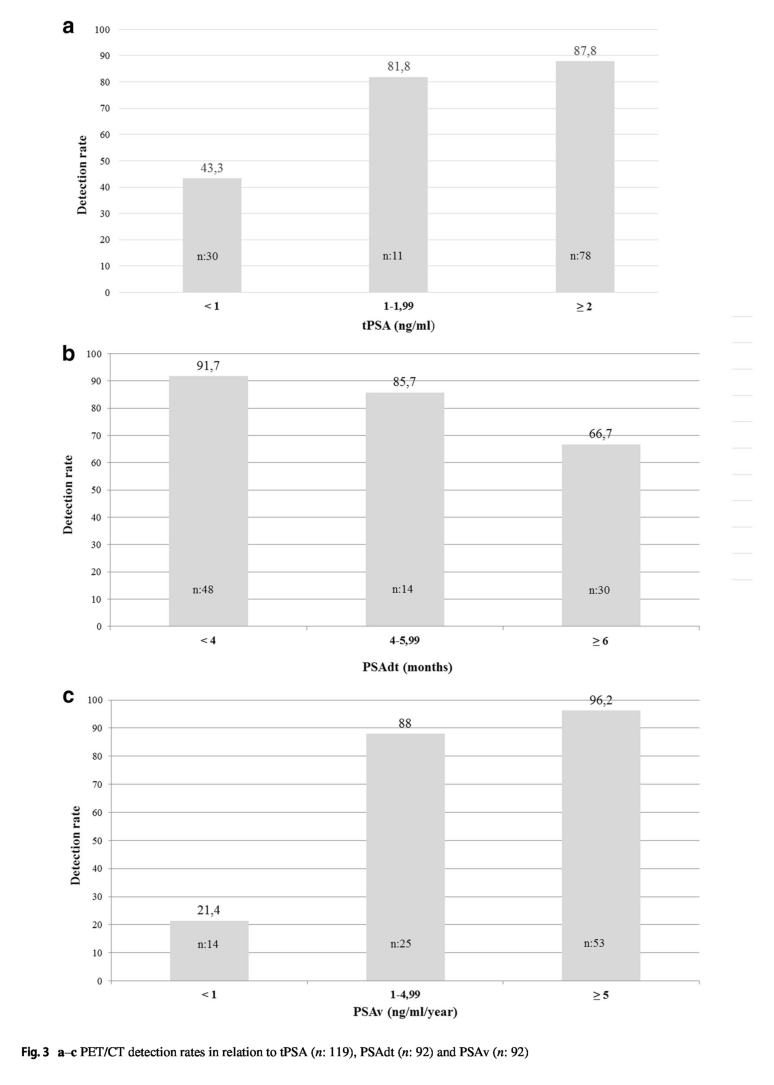 a
100
90
80
70
60
50
40
30
20
10
0
Detection rate
43,3
81,8
87,8
n:30
n:11
n:78
< 1
1-1,99
≥ 2
tPSA (ng/ml)
b
100
90
80
70
60
50
40
30
20
10
0
Detection rate
91,7
85,7
66,7
n:48
n:14
n:30
< 4
4-5,99
≥ 6
PSAdt (months)
c
100
90
80
70
60
50
40
30
20
10
0
Detection rate
21,4
88
96,2
n:14
n:25
n:53
< 1
1-4,99
≥ 5
PSAv (ng/ml/year)
Fig. 3 a–c PET/CT detection rates in relation to tPSA (n: 119), PSAdt (n: 92) and PSAv (n: 92)